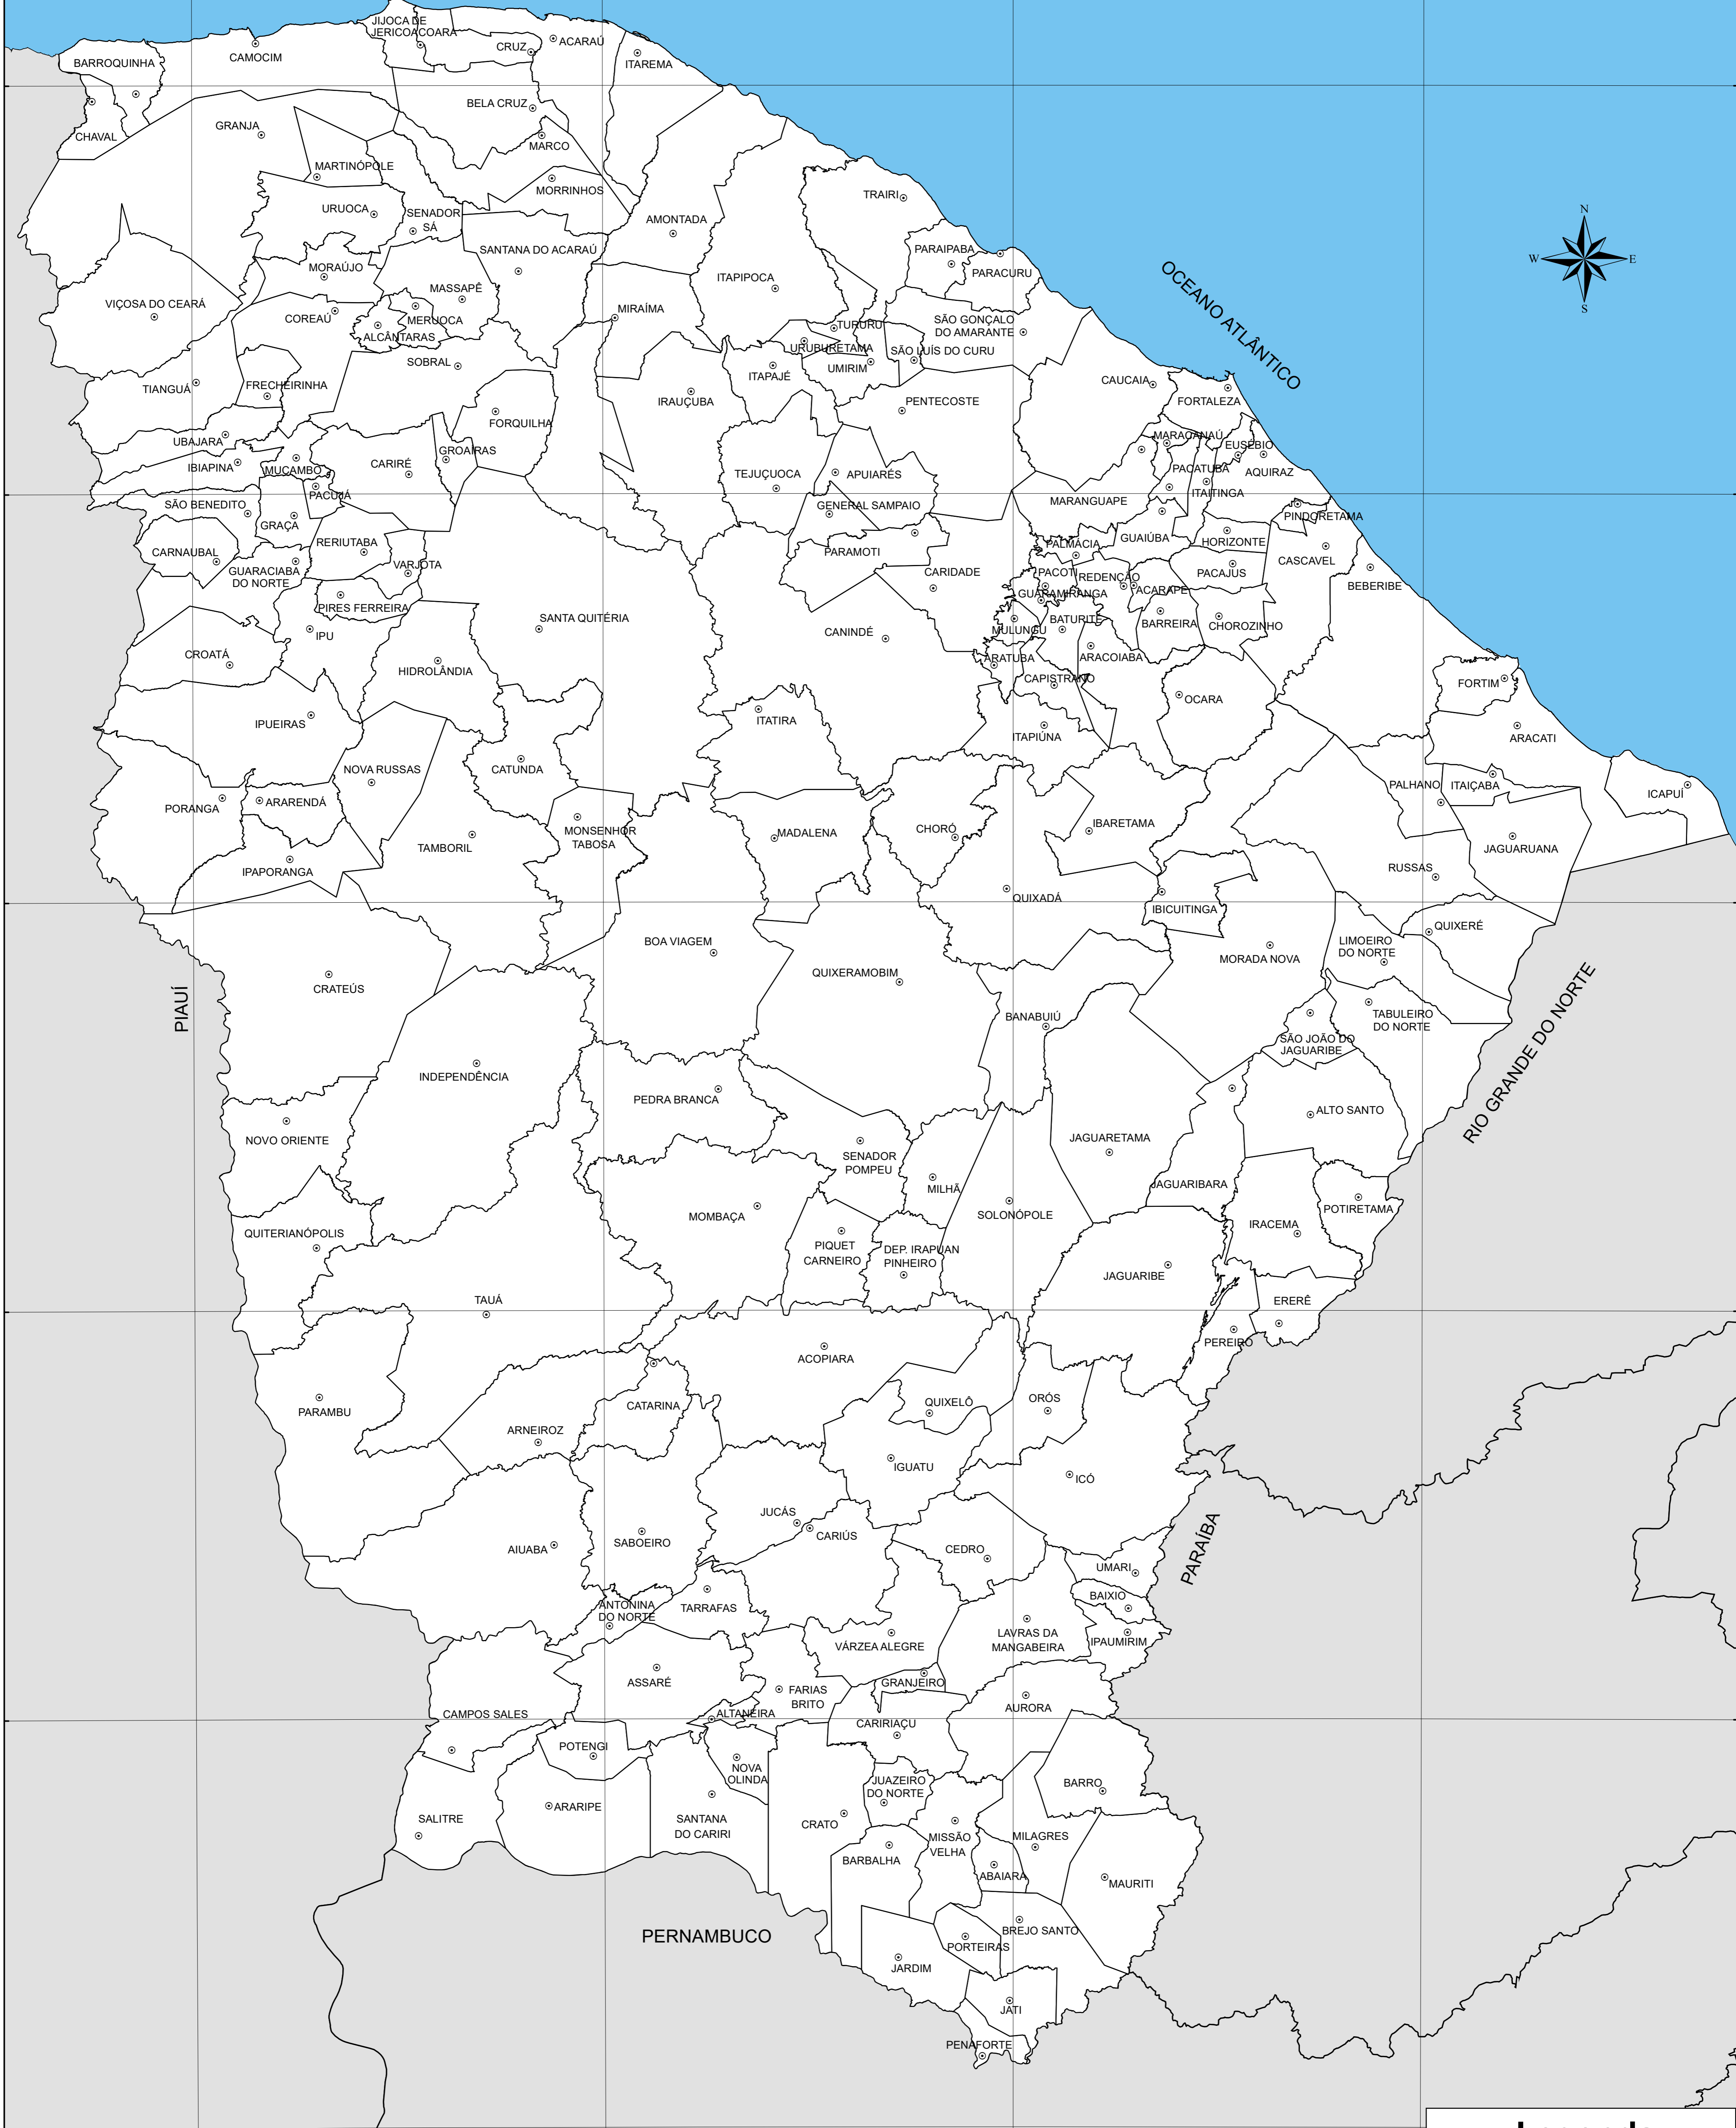 JIJOCA DE
JERICOACOARA
CRUZ
ACARAÚ
ITAREMA
BARROQUINHA
CAMOCIM
BELA CRUZ
CHAVAL
GRANJA
MARCO
MARTINÓPOLE
MORRINHOS
TRAIRI
URUOCA
SENADOR
SÁ
AMONTADA
N
W
E
S
SANTANA DO ACARAÚ
PARAIPABA
PARACURU
MORAÚJO
ITAPIPOCA
OCEANO ATLÂNTICO
MASSAPÊ
VIÇOSA DO CEARÁ
MIRAÍMA
COREAÚ
MERUOCA
ALCÂNTARAS
TURURU
SÃO GONÇALO
DO AMARANTE
URUBURETAMA
SÃO LUÍS DO CURU
SOBRAL
UMIRIM
ITAPAJÉ
TIANGUÁ
FRECHEIRINHA
CAUCAIA
FORTALEZA
IRAUÇUBA
PENTECOSTE
FORQUILHA
UBAJARA
MARACANAÚ
EUSÉBIO
GROAÍRAS
CARIRÉ
IBIAPINA
MUCAMBO
PACATUBA
AQUIRAZ
TEJUÇUOCA
APUIARÉS
PACUJÁ
ITAITINGA
MARANGUAPE
SÃO BENEDITO
GENERAL SAMPAIO
PINDORETAMA
GRAÇA
RERIUTABA
GUAIÚBA
HORIZONTE
PALMÁCIA
CARNAUBAL
PARAMOTI
CASCAVEL
VARJOTA
GUARACIABA
DO NORTE
CARIDADE
PACOTI
REDENÇÃO
PACAJUS
BEBERIBE
ACARAPE
GUARAMIRANGA
PIRES FERREIRA
SANTA QUITÉRIA
BATURITÉ
BARREIRA
CHOROZINHO
IPU
CANINDÉ
MULUNGU
CROATÁ
ARATUBA
ARACOIABA
HIDROLÂNDIA
CAPISTRANO
FORTIM
OCARA
IPUEIRAS
ITATIRA
ITAPIÚNA
ARACATI
NOVA RUSSAS
CATUNDA
PALHANO
ITAIÇABA
ICAPUÍ
PORANGA
ARARENDÁ
IBARETAMA
MONSENHOR
TABOSA
MADALENA
CHORÓ
TAMBORIL
JAGUARUANA
IPAPORANGA
RUSSAS
QUIXADÁ
IBICUITINGA
QUIXERÉ
BOA VIAGEM
LIMOEIRO
DO NORTE
MORADA NOVA
QUIXERAMOBIM
CRATEÚS
PIAUÍ
BANABUIÚ
TABULEIRO
DO NORTE
SÃO JOÃO DO
JAGUARIBE
RIO GRANDE DO NORTE
INDEPENDÊNCIA
PEDRA BRANCA
ALTO SANTO
NOVO ORIENTE
JAGUARETAMA
SENADOR
POMPEU
MILHÃ
JAGUARIBARA
POTIRETAMA
MOMBAÇA
SOLONÓPOLE
IRACEMA
QUITERIANÓPOLIS
PIQUET
CARNEIRO
DEP. IRAPUAN
PINHEIRO
JAGUARIBE
TAUÁ
ERERÊ
PEREIRO
ACOPIARA
PARAMBU
CATARINA
QUIXELÔ
ORÓS
ARNEIROZ
IGUATU
ICÓ
JUCÁS
CARIÚS
SABOEIRO
AIUABA
CEDRO
PARAÍBA
UMARI
BAIXIO
ANTONINA
DO NORTE
TARRAFAS
LAVRAS DA
MANGABEIRA
VÁRZEA ALEGRE
IPAUMIRIM
ASSARÉ
GRANJEIRO
FARIAS
BRITO
AURORA
CAMPOS SALES
ALTANEIRA
CARIRIAÇU
POTENGI
NOVA
OLINDA
JUAZEIRO
DO NORTE
BARRO
ARARIPE
SALITRE
SANTANA
DO CARIRI
CRATO
MISSÃO
VELHA
MILAGRES
BARBALHA
ABAIARA
MAURITI
PERNAMBUCO
BREJO SANTO
PORTEIRAS
JARDIM
JATI
PENAFORTE